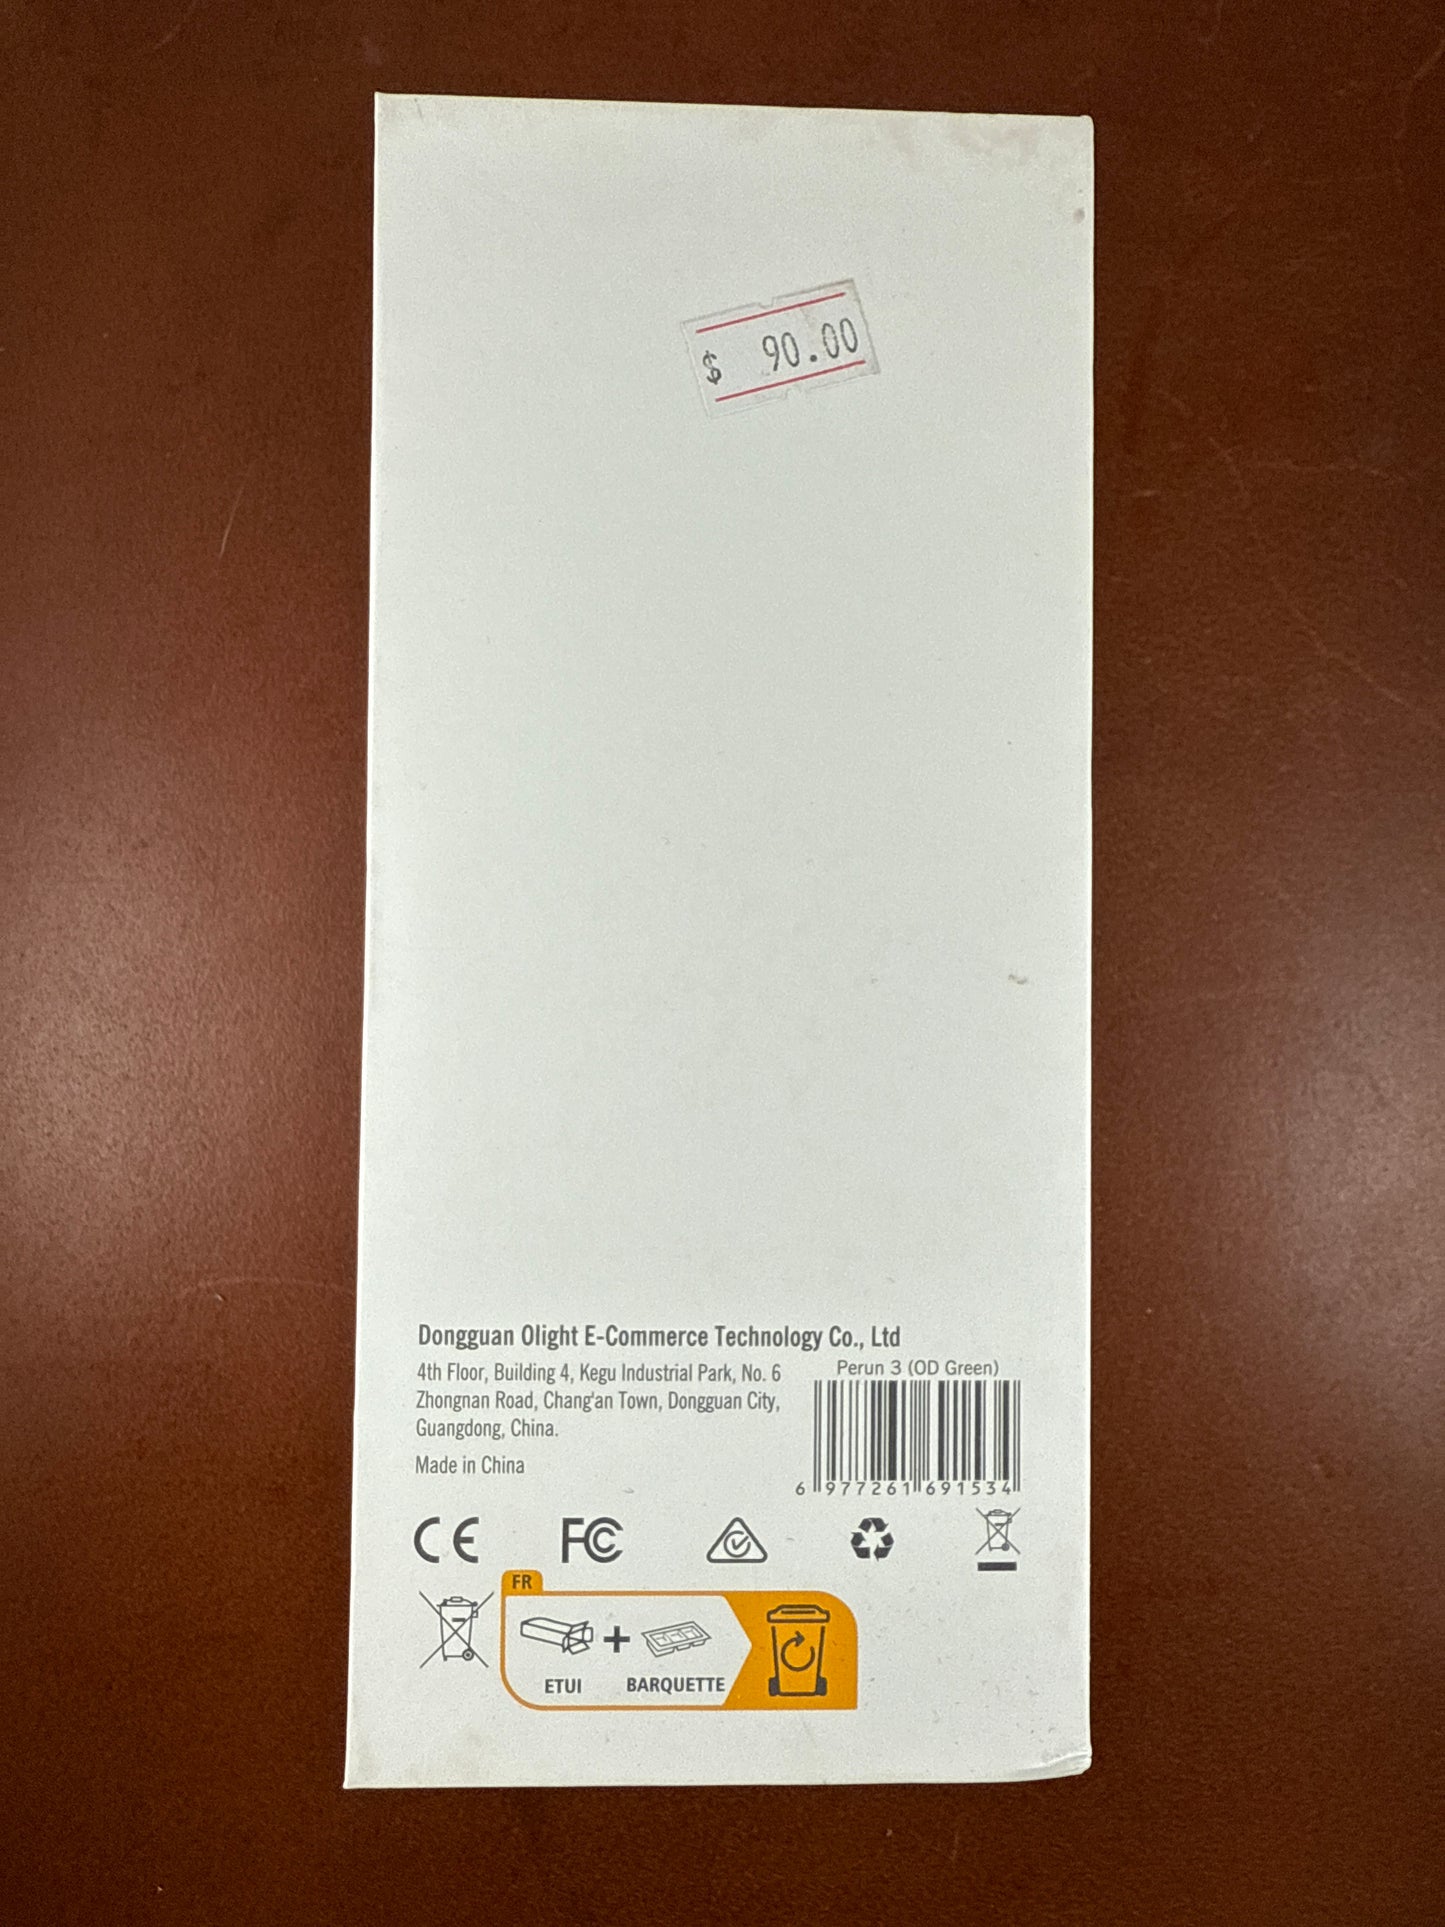 $ 90.00
Dongguan Olight E-Commerce Technology Co., Ltd
4th Floor, Building 4, Kegu Industrial Park, No. 6
Zhongnan Road, Chang'an Town, Dongguan City,
Guangdong, China.
Made in China
Perun 3 (OD Green)
6 977261 691534
CE FC
FR
ETUI + BARQUETTE